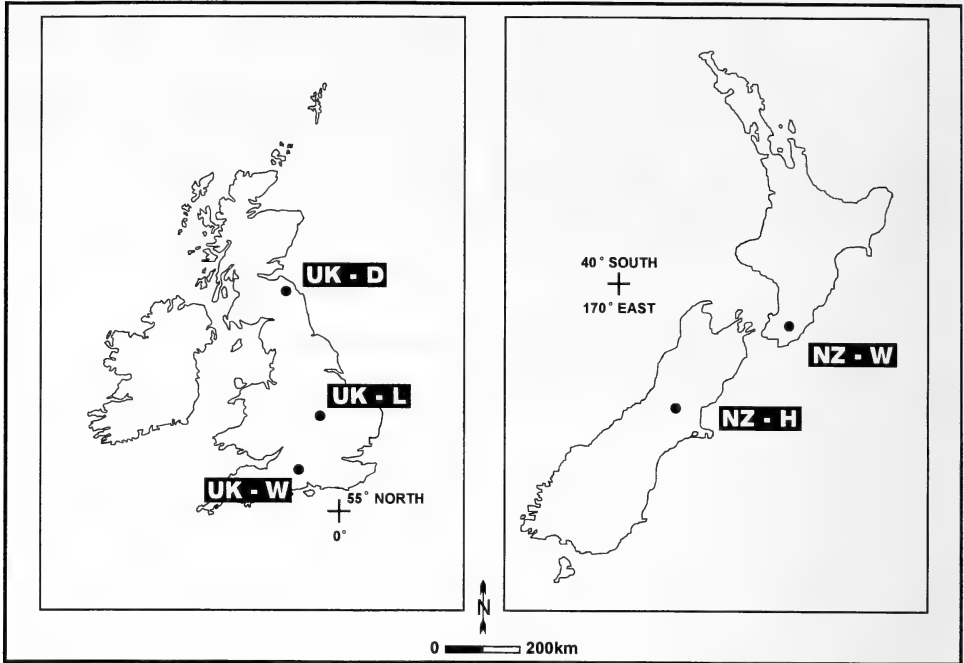 UK - D
UK - L
UK - W
55° NORTH
0°
40° SOUTH
170° EAST
NZ - W
NZ - H
N
0 200km